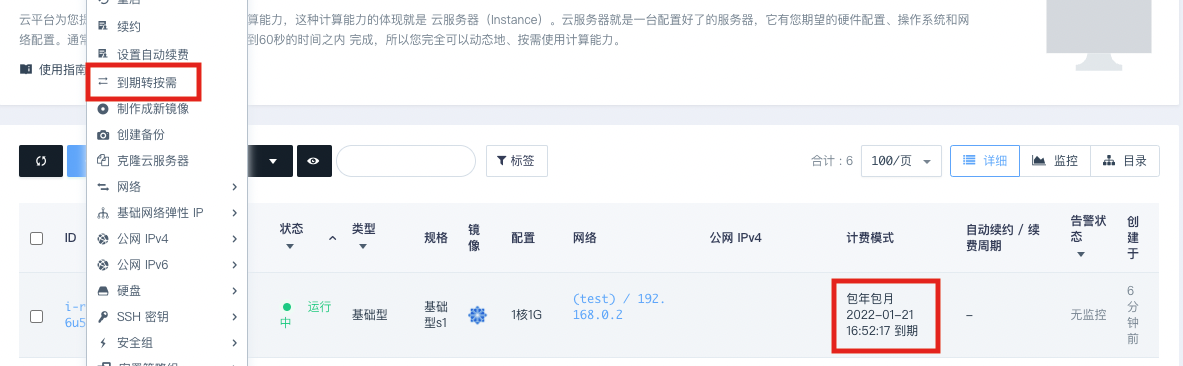 云平台为您提
算能力，这种计算能力的体现就是 云服务器（Instance）。云服务器就是一台配置好了的服务器，它有您期望的硬件配置、操作系统和网
络配置。通常
到60秒的时间之内 完成，所以您完全可以动态地、按需使用计算能力。
使用指南
重启
续约
设置自动续费
到期转按需
制作成新镜像
创建备份
克隆云服务器
网络
基础网络弹性 IP
公网 IPv4
公网 IPv6
硬盘
SSH 密钥
安全组
标签
合计 : 6
100/页
详细
监控
目录
ID
状态
类型
规格
镜像
配置
网络
公网 IPv4
计费模式
自动续约 / 续
费周期
告警状
态
创建于
i-r
6u5
运行
中
基础型
基础
型s1
1核1G
(test) / 192.
168.0.2
包年包月
2022-01-21
16:52:17 到期
–
无监控
6
分
钟
前